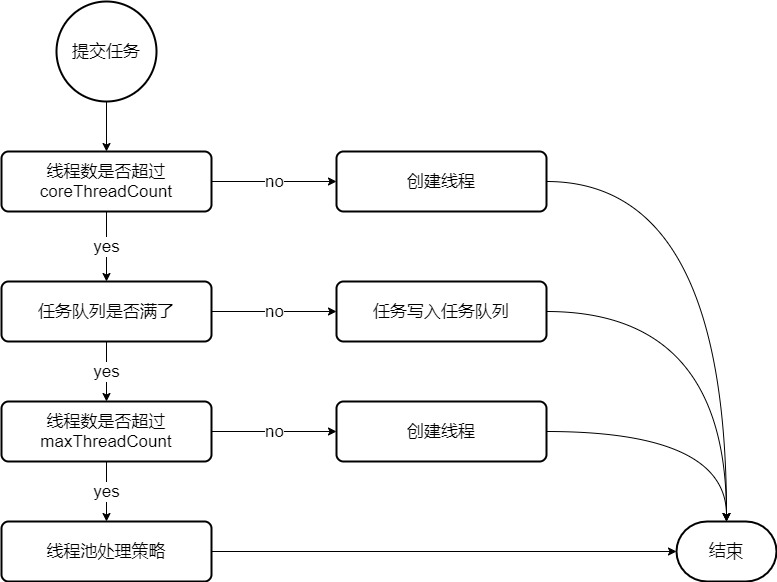 提交任务
线程数是否超过
coreThreadCount
no
创建线程
yes
任务队列是否满了
no
任务写入任务队列
yes
线程数是否超过
maxThreadCount
no
创建线程
yes
线程池处理策略
结束